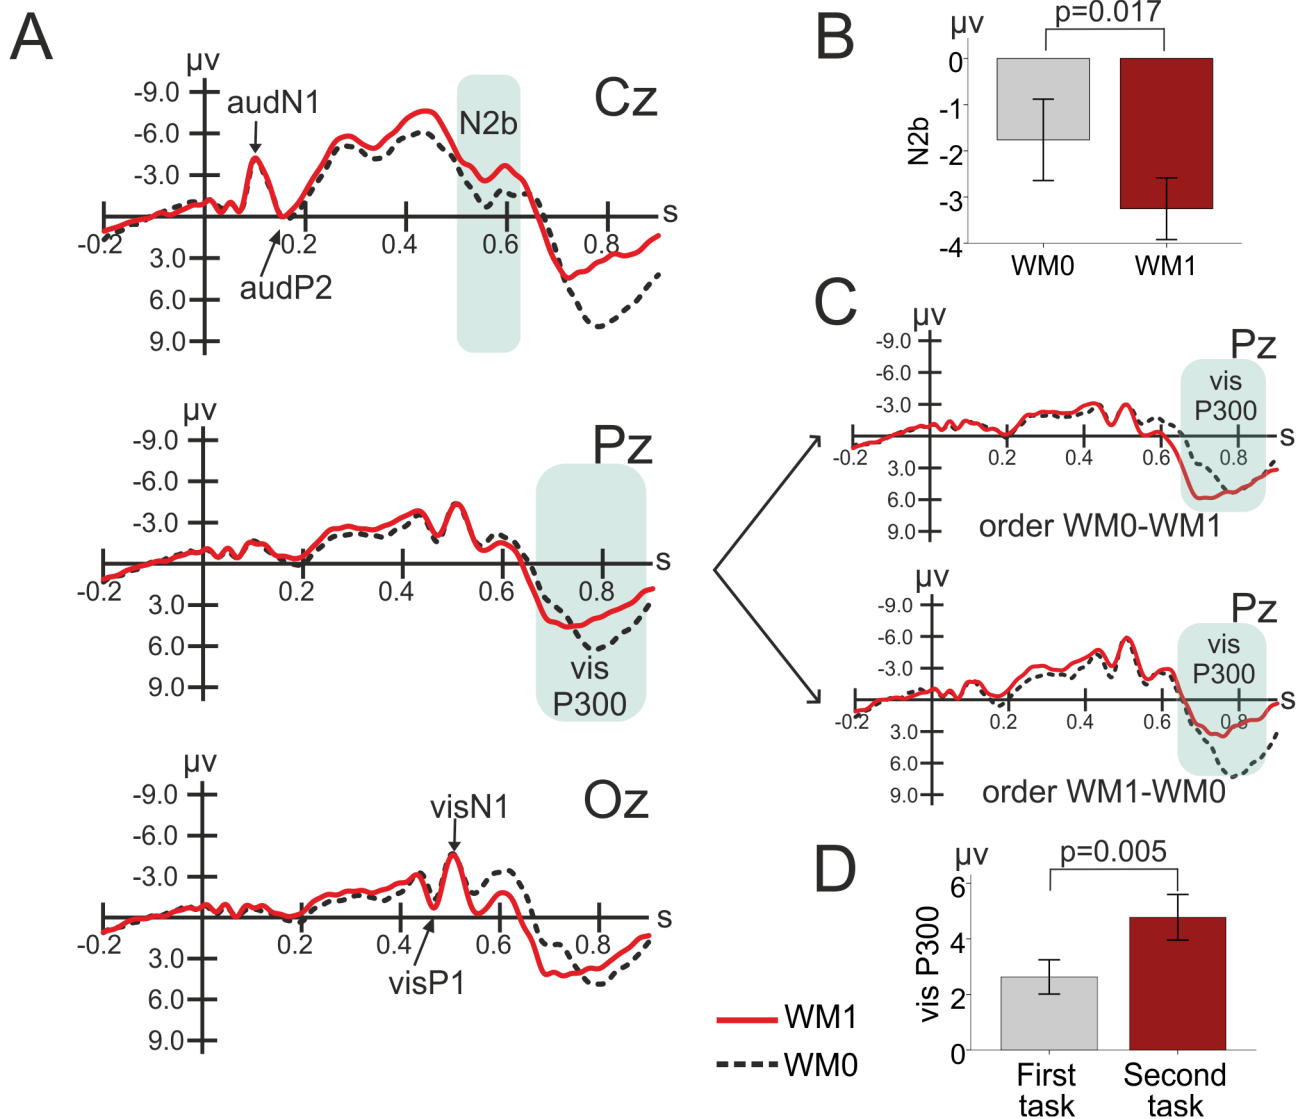 A
µv
Cz
-9.0
audN1
-6.0
N2b
-3.0
s
-0.2
0.2
0.4
0.6
0.8
3.0
audP2
6.0
9.0
µv
Pz
-9.0
-6.0
-3.0
s
-0.2
0.2
0.4
0.8
3.0
6.0
vis
P300
9.0
µv
Oz
-9.0
visN1
-6.0
-3.0
s
-0.2
0.2
0.4
0.6
0.8
3.0
visP1
6.0
9.0
WM1
WM0
B
µv
p=0.017
N2b
0
-1
-2
-3
-4
WM0
WM1
C
µv
Pz
-9.0
vis
P300
-6.0
-3.0
s
-0.2
0.2
0.4
0.6
0.8
3.0
6.0
9.0
order WM0-WM1
µv
Pz
-9.0
vis
P300
-6.0
-3.0
s
-0.2
0.2
0.4
0.6
0.8
3.0
6.0
9.0
order WM1-WM0
D
µv
p=0.005
vis P300
6
4
2
0
First
task
Second
task